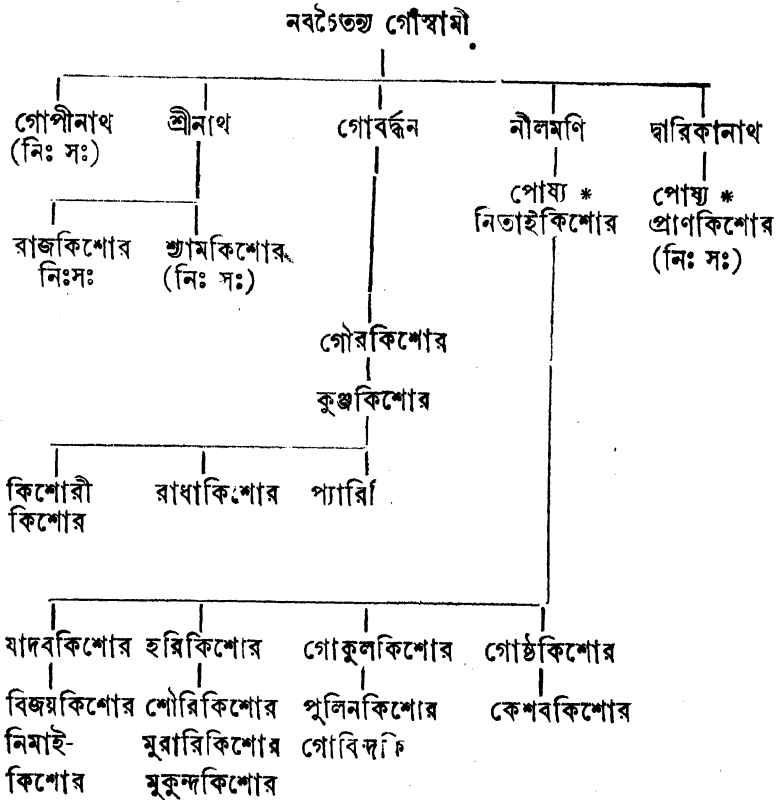 নবচৈতন্য গোস্বামী
গোপীনাথ শ্রীনাথ গোবর্দ্ধন নীলমণি দ্বারিকানাথ
(নিঃ সঃ)
পোষ্য * পোষ্য *
নিতাইকিশোর প্রাণকিশোর
(নিঃ সঃ)
রাজকিশোর শ্যামকিশোর
নিঃসঃ (নিঃ সঃ)
গৌরকিশোর
কুঞ্জকিশোর
কিশোরী রাধাকিশোর প্যারি
কিশোর
যাদবকিশোর হরিকিশোর গোকুলকিশোর গোষ্ঠকিশোর
বিজয়কিশোর শৌরিকিশোর পুলিনকিশোর কেশবকিশোর
নিমাই- মুরারিকিশোর গোবিন্দকি
কিশোর মুকুন্দকিশোর